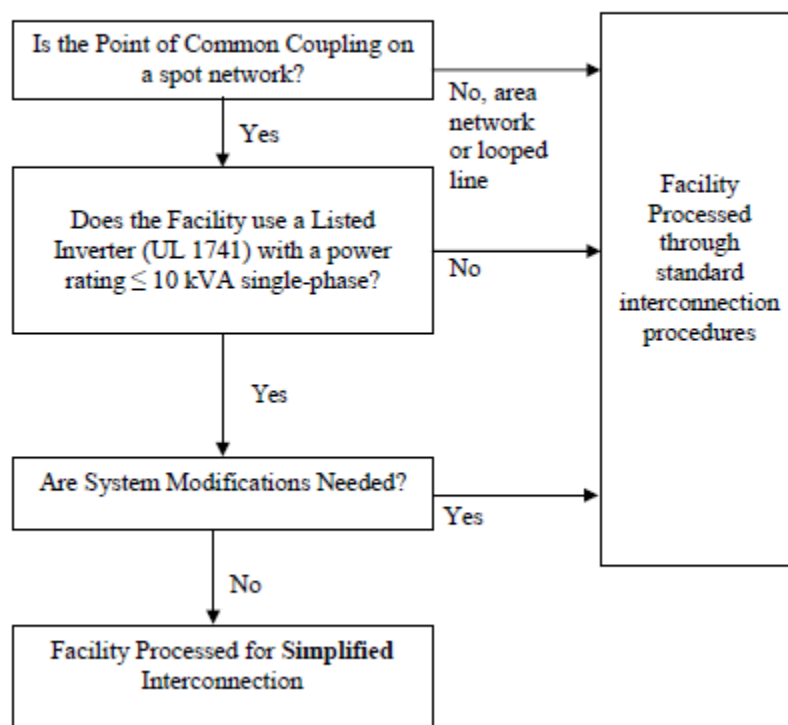 Is the Point of Common Coupling on
a spot network?
No, area
network
or looped
line
Yes
Does the Facility use a Listed
Inverter (UL 1741) with a power
rating ≤ 10 kVA single-phase?
No
Facility
Processed
through
standard
interconnection
procedures
Yes
Are System Modifications Needed?
Yes
No
Facility Processed for Simplified
Interconnection